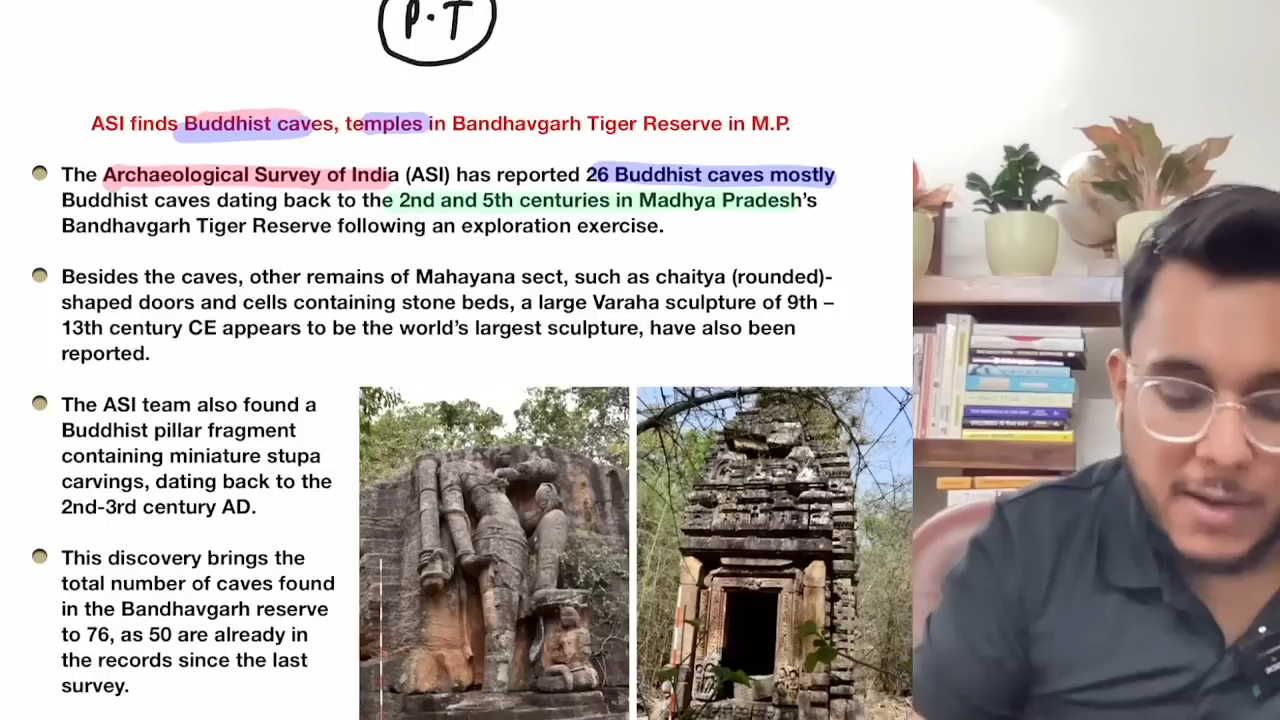 P.T
ASI finds Buddhist caves, temples in Bandhavgarh Tiger Reserve in M.P.
The Archaeological Survey of India (ASI) has reported 26 Buddhist caves mostly
Buddhist caves dating back to the 2nd and 5th centuries in Madhya Pradesh's
Bandhavgarh Tiger Reserve following an exploration exercise.
Besides the caves, other remains of Mahayana sect, such as chaitya (rounded)-
shaped doors and cells containing stone beds, a large Varaha sculpture of 9th –
13th century CE appears to be the world's largest sculpture, have also been
reported.
The ASI team also found a
Buddhist pillar fragment
containing miniature stupa
carvings, dating back to the
2nd-3rd century AD.
This discovery brings the
total number of caves found
in the Bandhavgarh reserve
to 76, as 50 are already in
the records since the last
survey.